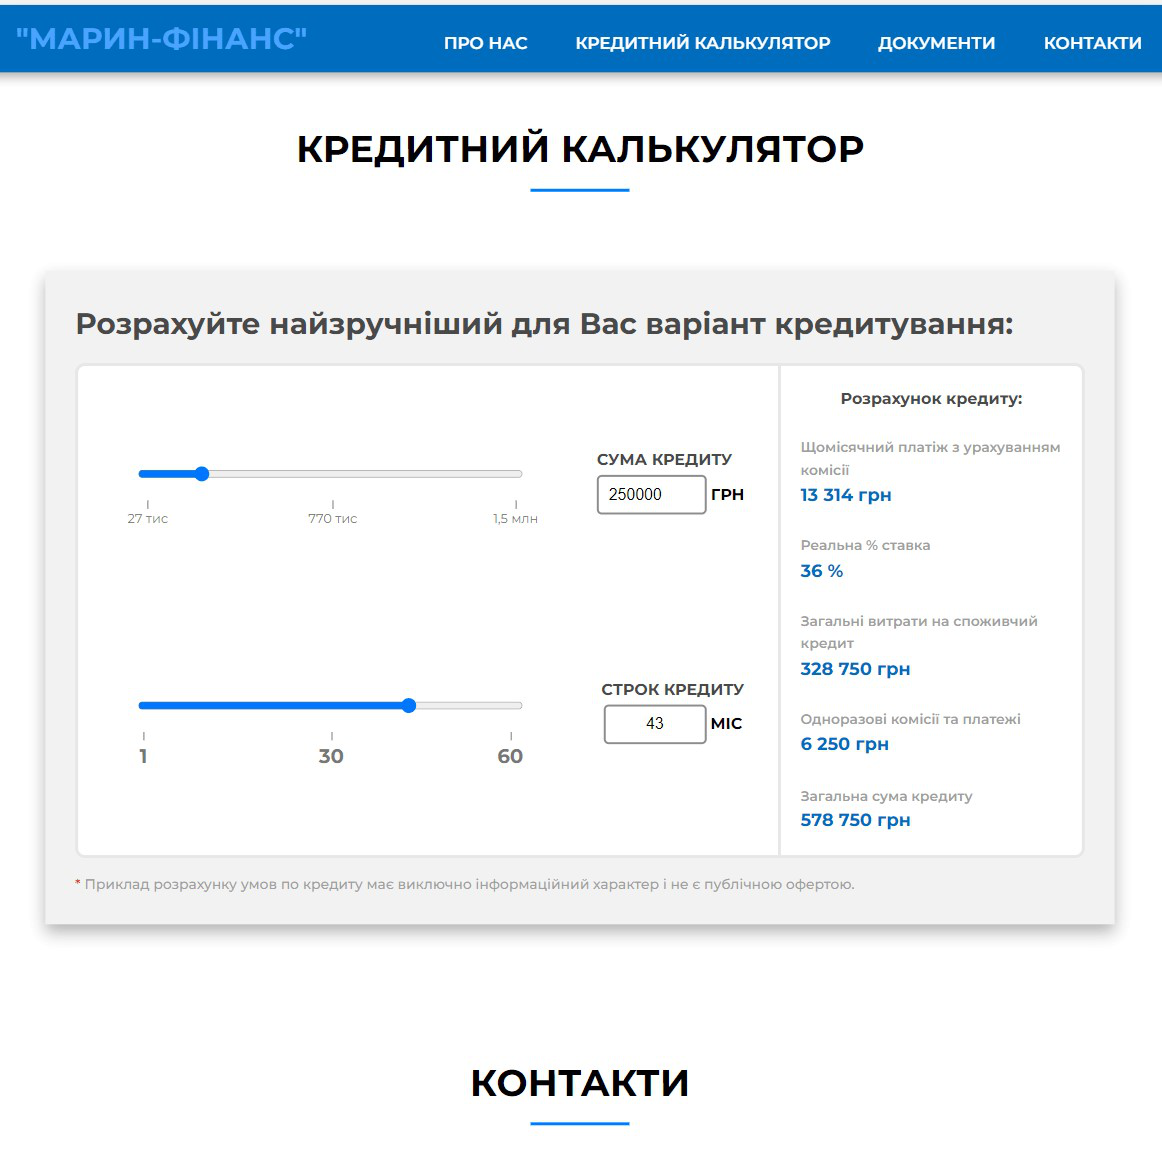 "МАРИН-ФІНАНС"
ПРО НАС
КРЕДИТНИЙ КАЛЬКУЛЯТОР
ДОКУМЕНТИ
КОНТАКТИ
КРЕДИТНИЙ КАЛЬКУЛЯТОР
Розрахуйте найзручніший для Вас варіант кредитування:
СУМА КРЕДИТУ
250000 ГРН
27 тис
770 тис
1,5 млн
СТРОК КРЕДИТУ
43 МІС
1
30
60
Розрахунок кредиту:
Щомісячний платіж з урахуванням
комісії
13 314 грн
Реальна % ставка
36 %
Загальні витрати на споживчий
кредит
328 750 грн
Одноразові комісії та платежі
6 250 грн
Загальна сума кредиту
578 750 грн
* Приклад розрахунку умов по кредиту має виключно інформаційний характер і не є публічною офертою.
КОНТАКТИ